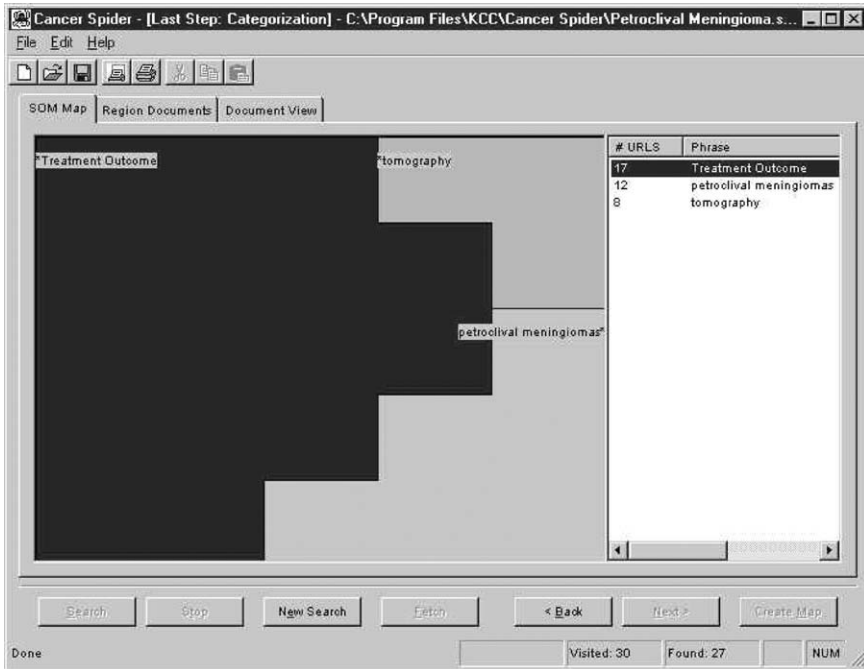 Cancer Spider - [Last Step: Categorization] - C:\Program Files\KCC\Cancer Spider\Petroclival Meningioma.s...
File Edit Help
SOM Map Region Documents Document View
# URLS Phrase
*Treatment Outcome *tomography
17 Treatment Outcome
12 petroclival meningiomas
8 tomography
petroclival meningiomas*
Search Stop New Search Fetch < Back Next > Create Map
Done Visited: 30 Found: 27 NUM